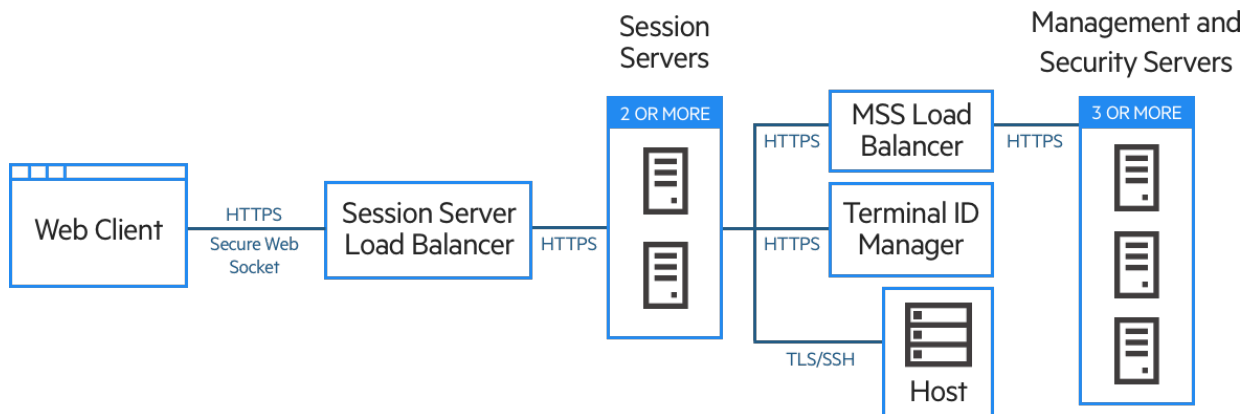 Session
Servers
Management and
Security Servers
2 OR MORE
MSS Load
Balancer
3 OR MORE
HTTPS
HTTPS
Web Client
HTTPS
Secure Web
Socket
Session Server
Load Balancer
HTTPS
Terminal ID
Manager
HTTPS
TLS/SSH
Host